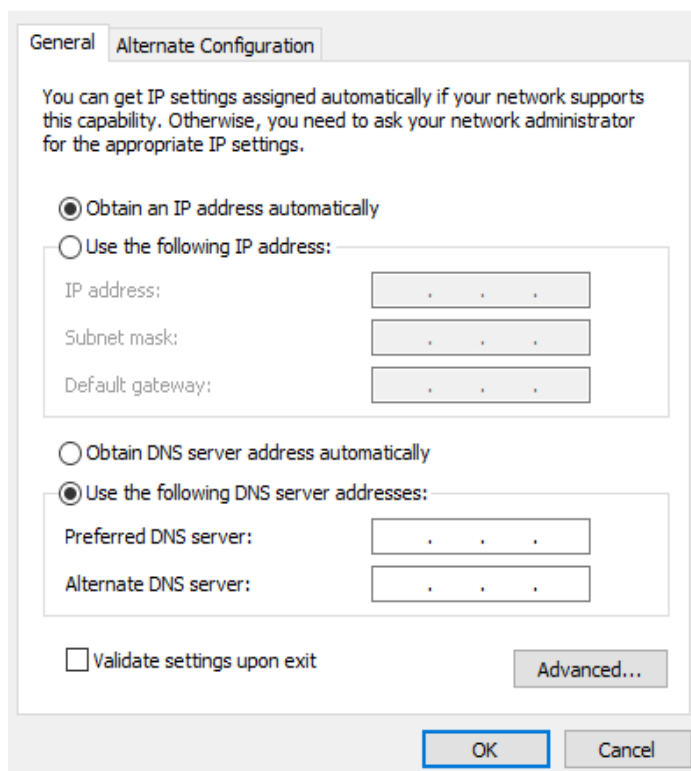 General
Alternate Configuration
You can get IP settings assigned automatically if your network supports
this capability. Otherwise, you need to ask your network administrator
for the appropriate IP settings.
Obtain an IP address automatically
Use the following IP address:
IP address:
. . .
Subnet mask:
. . .
Default gateway:
. . .
Obtain DNS server address automatically
Use the following DNS server addresses:
Preferred DNS server:
. . .
Alternate DNS server:
. . .
Validate settings upon exit
Advanced...
OK
Cancel